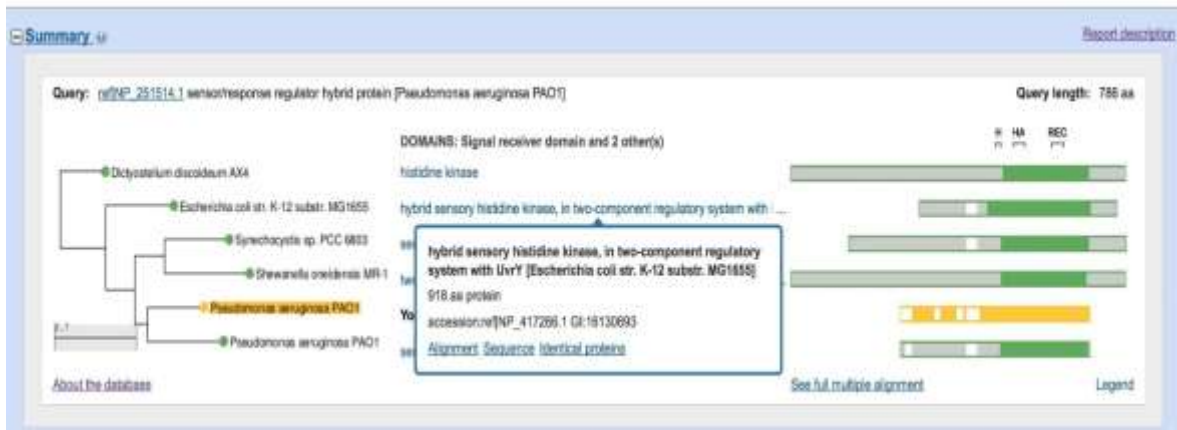 Summary
Report description
Query: ref|NP_251514.1 sensor/response regulator hybrid protein [Pseudomonas aeruginosa PAO1]
Query length: 786 aa
DOMAINS: Signal receiver domain and 2 other(s)
H HA REC
Dictyostelium discoideum AX4
histidine kinase
Escherichia coli str. K-12 substr. MG1655
hybrid sensory histidine kinase, in two-component regulatory system with ...
Synechocystis sp. PCC 6803
se
Shewanella oneidensis MR-1
tw
hybrid sensory histidine kinase, in two-component regulatory
system with UvrY [Escherichia coli str. K-12 substr. MG1655]
918 aa protein
accession:ref|NP_417266.1 GI:16130693
Alignment Sequence Identical proteins
Pseudomonas aeruginosa PAO1
Yo
Pseudomonas aeruginosa PAO1
se
About the database
See full multiple alignment
Legend